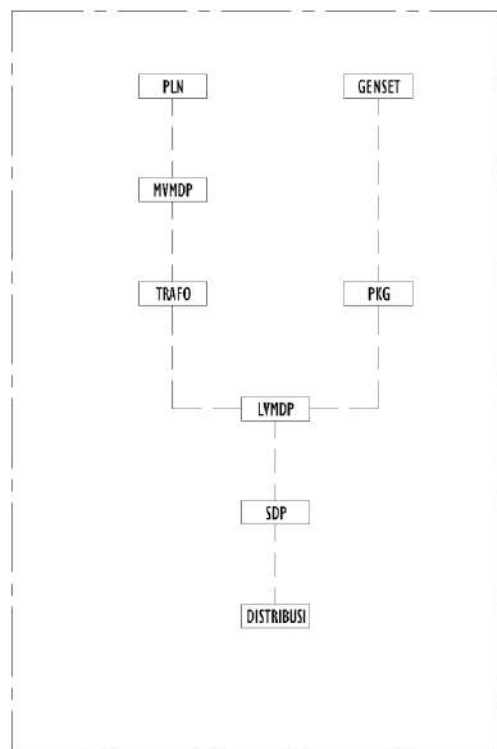 PLN
GENSET
MVMDP
TRAFO
PKG
LVMDP
SDP
DISTRIBUSI